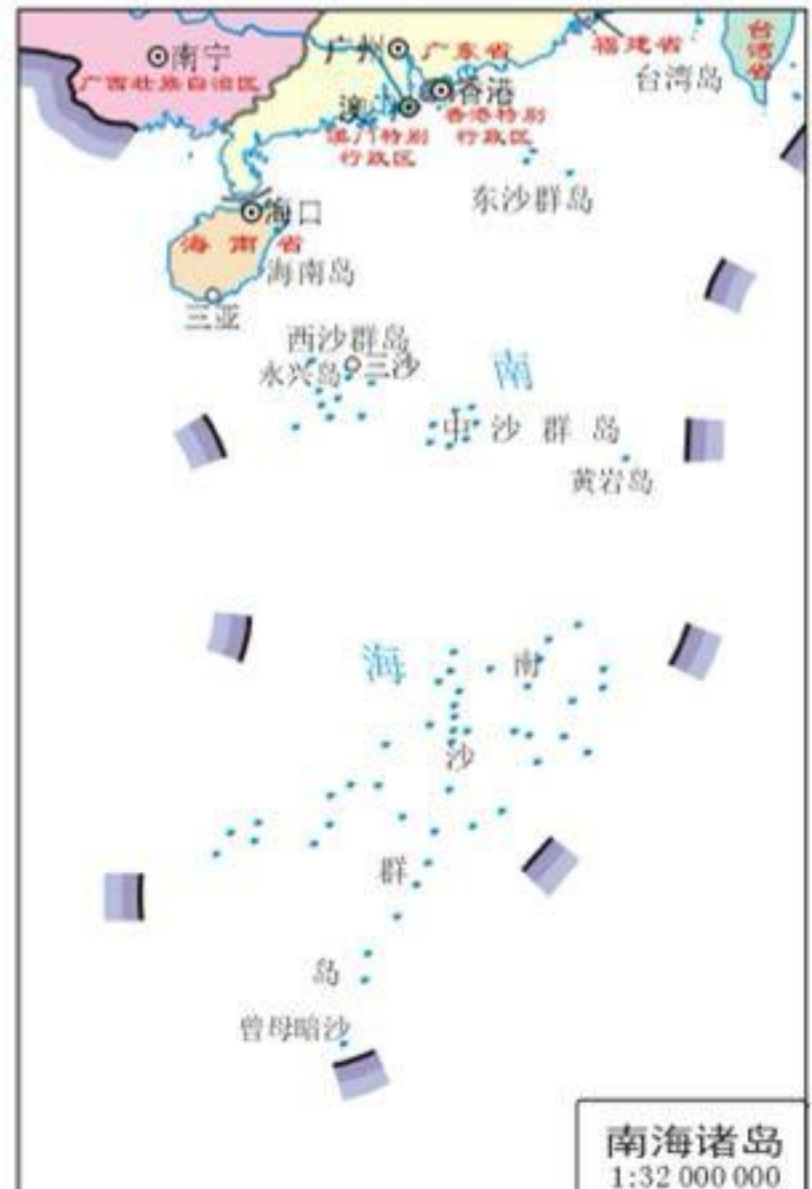 南宁
广西壮族自治区
广州
广东省
福建省
台湾省
台湾岛
澳门
香港
香港特别
行政区
澳门特别
行政区
东沙群岛
海口
海南省
海南岛
三亚
西沙群岛
永兴岛
三沙
南
中沙群岛
黄岩岛
海
南
沙
群
岛
曾母暗沙
南海诸岛
1:32 000 000